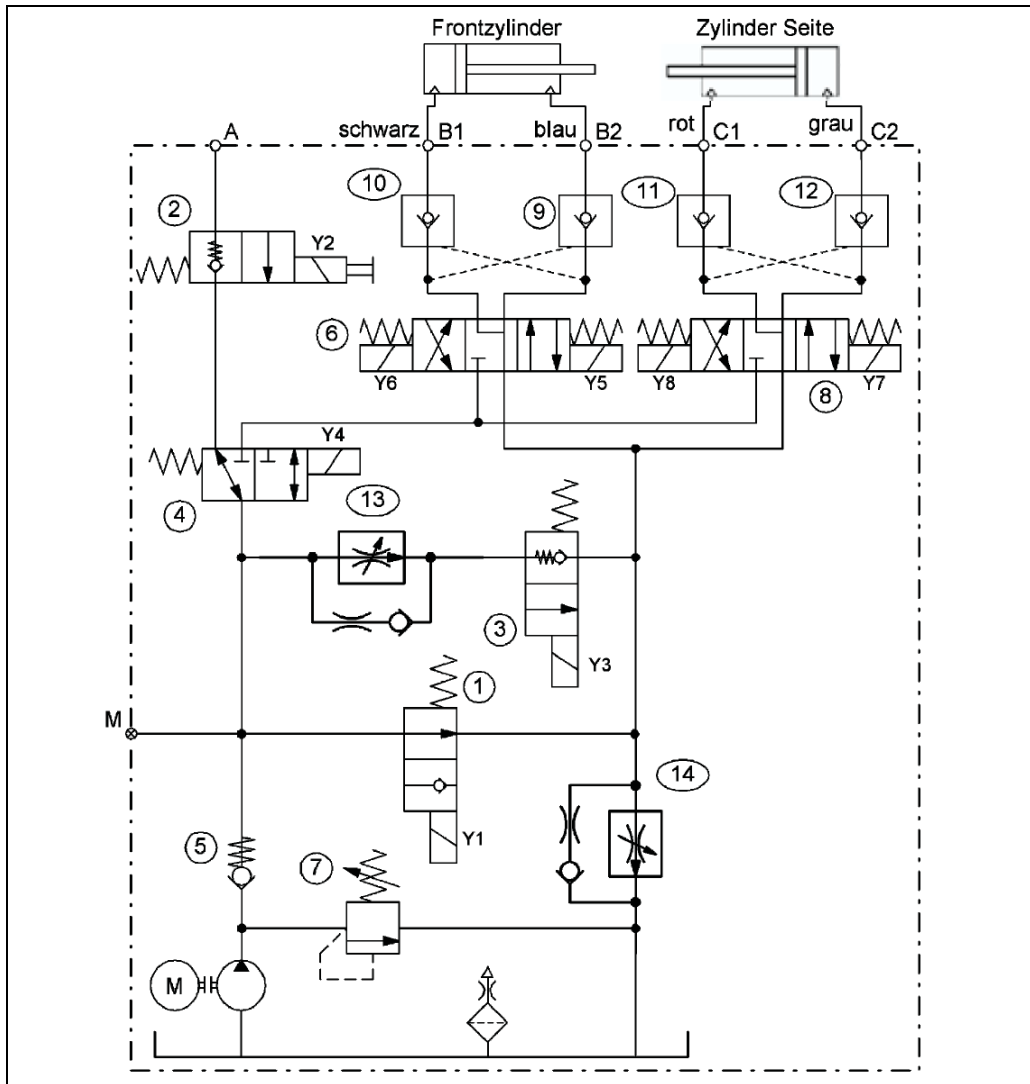 Frontzylinder
Zylinder Seite
schwarz B1
blau B2
rot C1
grau C2
A
10
9
11
12
2
Y2
6
Y6
Y5
Y8
Y7
8
Y4
4
13
3
Y3
1
M
14
5
7
Y1
M